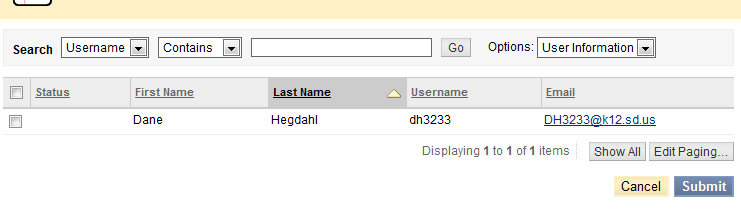 Search Username Contains Go Options: User Information
Status First Name Last Name Username Email
Dane Hegdahl dh3233 DH3233@k12.sd.us
Displaying 1 to 1 of 1 items Show All Edit Paging...
Cancel Submit